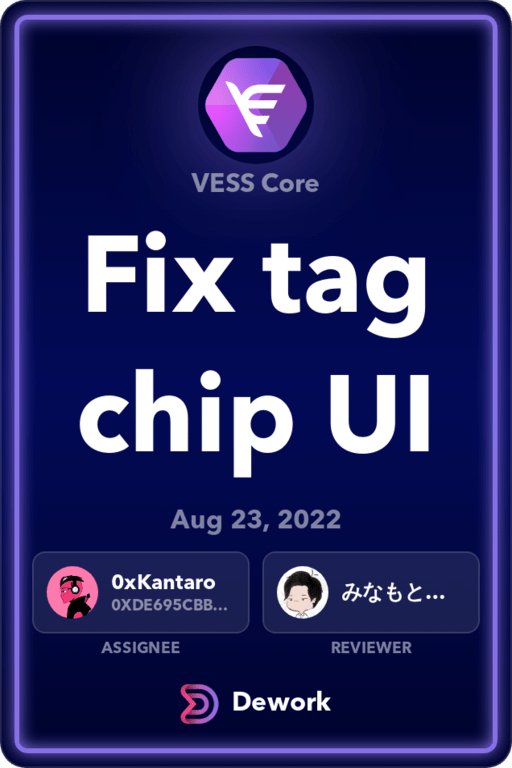 VESS Core
Fix tag
chip UI
Aug 23, 2022
0xKantaro
0XDE695CBB...
ASSIGNEE
みなもと...
REVIEWER
Dework